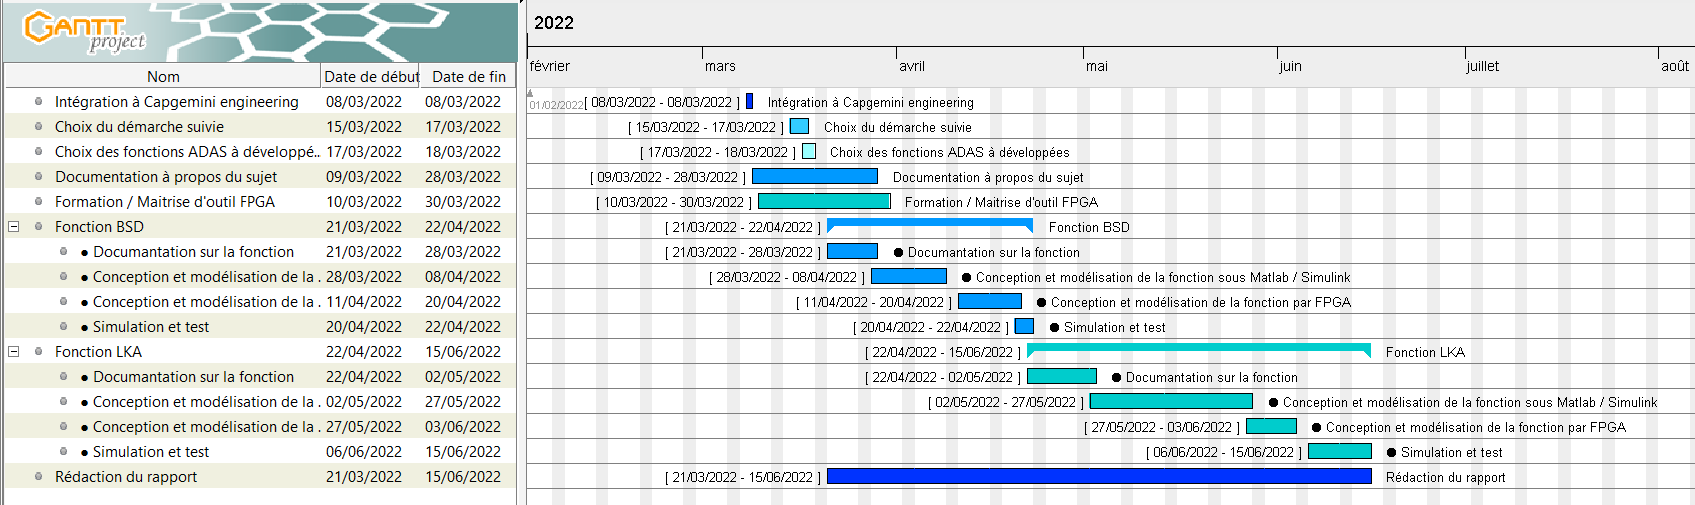 GANTT
project
2022
février mars avril mai juin juillet août
Nom Date de début Date de fin
01/02/2022
Intégration à Capgemini engineering 08/03/2022 08/03/2022 [ 08/03/2022 - 08/03/2022 ] Intégration à Capgemini engineering
Choix du démarche suivie 15/03/2022 17/03/2022 [ 15/03/2022 - 17/03/2022 ] Choix du démarche suivie
Choix des fonctions ADAS à développé.. 17/03/2022 18/03/2022 [ 17/03/2022 - 18/03/2022 ] Choix des fonctions ADAS à développées
Documentation à propos du sujet 09/03/2022 28/03/2022 [ 09/03/2022 - 28/03/2022 ] Documentation à propos du sujet
Formation / Maitrise d'outil FPGA 10/03/2022 30/03/2022 [ 10/03/2022 - 30/03/2022 ] Formation / Maitrise d'outil FPGA
Fonction BSD 21/03/2022 22/04/2022 [ 21/03/2022 - 22/04/2022 ] Fonction BSD
● Documantation sur la fonction 21/03/2022 28/03/2022 [ 21/03/2022 - 28/03/2022 ] ● Documantation sur la fonction
● Conception et modélisation de la . 28/03/2022 08/04/2022 [ 28/03/2022 - 08/04/2022 ] ● Conception et modélisation de la fonction sous Matlab / Simulink
● Conception et modélisation de la . 11/04/2022 20/04/2022 [ 11/04/2022 - 20/04/2022 ] ● Conception et modélisation de la fonction par FPGA
● Simulation et test 20/04/2022 22/04/2022 [ 20/04/2022 - 22/04/2022 ] ● Simulation et test
Fonction LKA 22/04/2022 15/06/2022 [ 22/04/2022 - 15/06/2022 ] Fonction LKA
● Documantation sur la fonction 22/04/2022 02/05/2022 [ 22/04/2022 - 02/05/2022 ] ● Documantation sur la fonction
● Conception et modélisation de la . 02/05/2022 27/05/2022 [ 02/05/2022 - 27/05/2022 ] ● Conception et modélisation de la fonction sous Matlab / Simulink
● Conception et modélisation de la . 27/05/2022 03/06/2022 [ 27/05/2022 - 03/06/2022 ] ● Conception et modélisation de la fonction par FPGA
● Simulation et test 06/06/2022 15/06/2022 [ 06/06/2022 - 15/06/2022 ] ● Simulation et test
Rédaction du rapport 21/03/2022 15/06/2022 [ 21/03/2022 - 15/06/2022 ] Rédaction du rapport